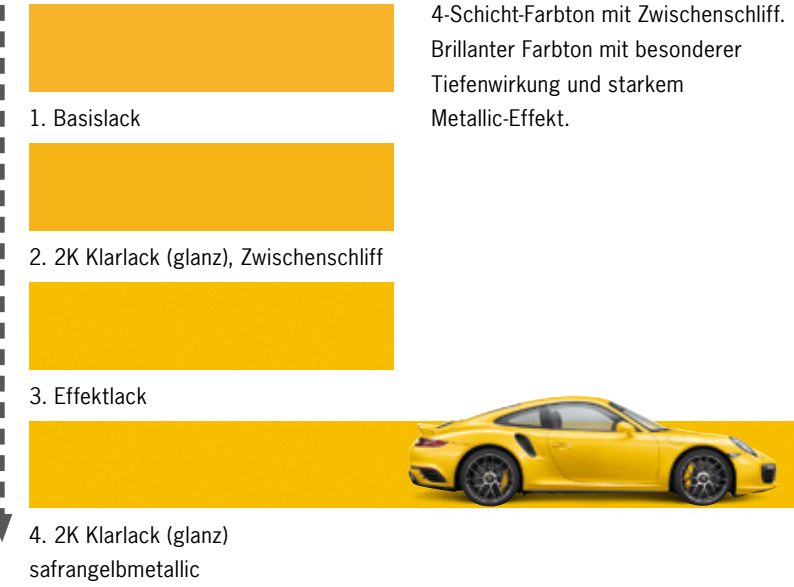 4-Schicht-Farbton mit Zwischenschliff.
Brillanter Farbton mit besonderer
Tiefenwirkung und starkem
Metallic-Effekt.
1. Basislack
2. 2K Klarlack (glanz), Zwischenschliff
3. Effektlack
4. 2K Klarlack (glanz)
safrangelbmetallic